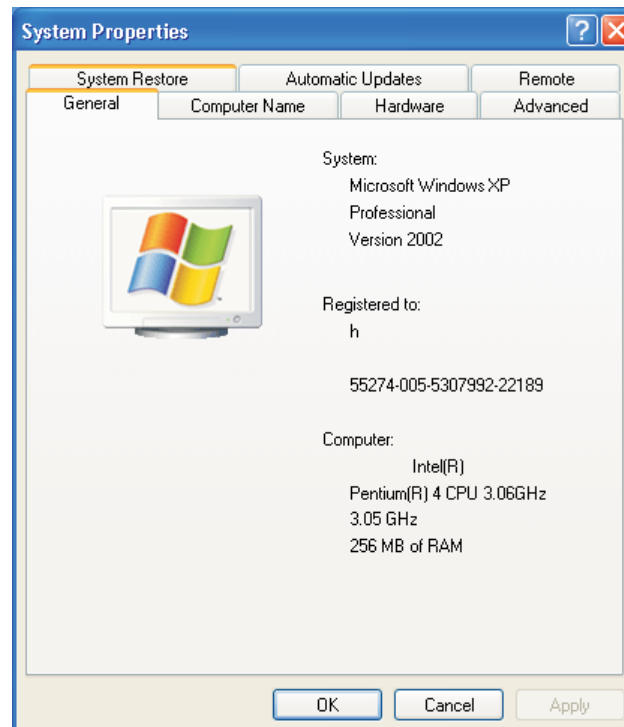 System Properties
?
X
System Restore
Automatic Updates
Remote
General
Computer Name
Hardware
Advanced
System:
Microsoft Windows XP
Professional
Version 2002
Registered to:
h
55274-005-5307992-22189
Computer:
Intel(R)
Pentium(R) 4 CPU 3.06GHz
3.05 GHz
256 MB of RAM
OK
Cancel
Apply